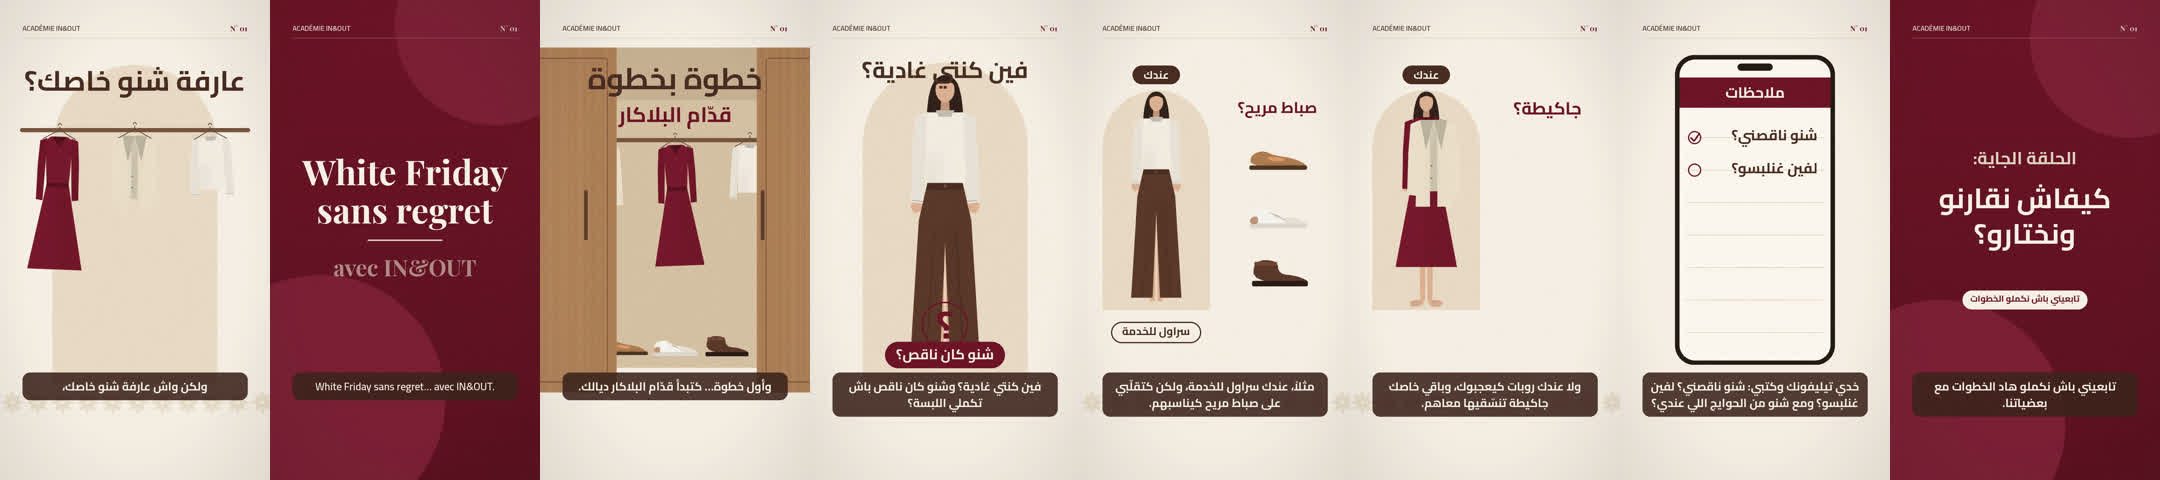 ACADÉMIE IN&OUT
N° 01
عارفة شنو خاصك؟
ولكن واش عارفة شنو خاصك،
ACADÉMIE IN&OUT
N° 01
White Friday
sans regret
avec IN&OUT
White Friday sans regret... avec IN&OUT.
ACADÉMIE IN&OUT
N° 01
خطوة بخطوة
قدّام البلاكار
وأول خطوة... كتبدأ قدّام البلاكار ديالك.
ACADÉMIE IN&OUT
N° 01
فين كنتي غادية؟
؟
شنو كان ناقص؟
فين كنتي غادية؟ وشنو كان ناقص باش
تكملي اللبسة؟
ACADÉMIE IN&OUT
N° 01
عندك
صباط مريح؟
سراول للخدمة
مثلا، عندك سراول للخدمة، ولكن كتقلّبي
على صباط مريح كيناسبهم.
ACADÉMIE IN&OUT
N° 01
عندك
جاكيطة؟
ولا عندك روبات كيعجبوك، وباقي خاصك
جاكيطة تنسّقيها معاهم.
ACADÉMIE IN&OUT
N° 01
ملاحظات
شنو ناقصني؟
لفين غنلبسو؟
خدي تيليفونك وكتبي: شنو ناقصني؟ لفين
غنلبسو؟ ومع شنو من الحوايج اللي عندي؟
ACADÉMIE IN&OUT
N° 01
الحلقة الجاية:
كيفاش نقارنو
ونختارو؟
تابعيني باش نكملو الخطوات
تابعيني باش نكملو هاد الخطوات مع
بعضياتنا.